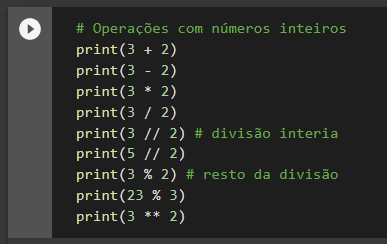 # Operações com números inteiros
print(3 + 2)
print(3 - 2)
print(3 * 2)
print(3 / 2)
print(3 // 2) # divisão interia
print(5 // 2)
print(3 % 2) # resto da divisão
print(23 % 3)
print(3 ** 2)